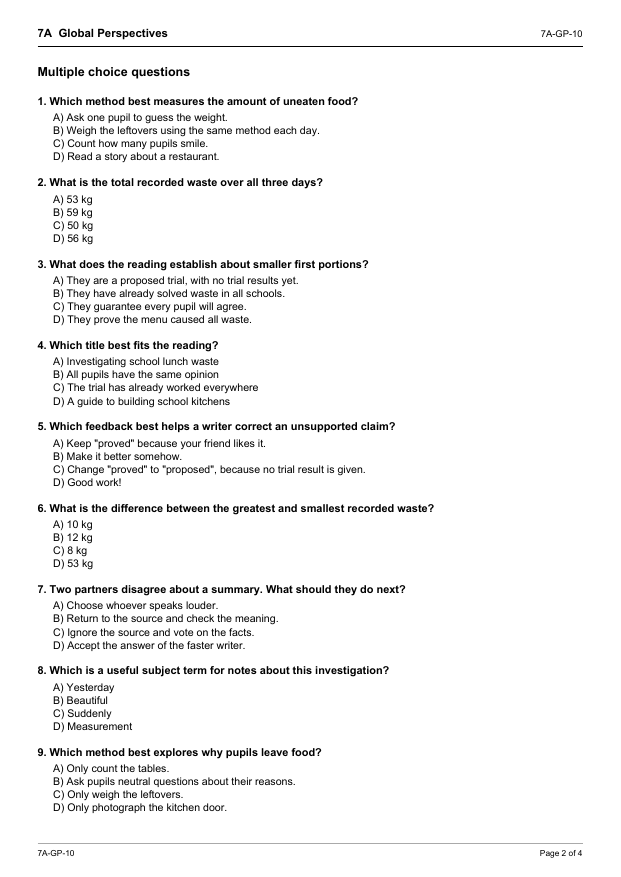 7A Global Perspectives
7A-GP-10
Multiple choice questions
1. Which method best measures the amount of uneaten food?
A) Ask one pupil to guess the weight.
B) Weigh the leftovers using the same method each day.
C) Count how many pupils smile.
D) Read a story about a restaurant.
2. What is the total recorded waste over all three days?
A) 53 kg
B) 59 kg
C) 50 kg
D) 56 kg
3. What does the reading establish about smaller first portions?
A) They are a proposed trial, with no trial results yet.
B) They have already solved waste in all schools.
C) They guarantee every pupil will agree.
D) They prove the menu caused all waste.
4. Which title best fits the reading?
A) Investigating school lunch waste
B) All pupils have the same opinion
C) The trial has already worked everywhere
D) A guide to building school kitchens
5. Which feedback best helps a writer correct an unsupported claim?
A) Keep "proved" because your friend likes it.
B) Make it better somehow.
C) Change "proved" to "proposed", because no trial result is given.
D) Good work!
6. What is the difference between the greatest and smallest recorded waste?
A) 10 kg
B) 12 kg
C) 8 kg
D) 53 kg
7. Two partners disagree about a summary. What should they do next?
A) Choose whoever speaks louder.
B) Return to the source and check the meaning.
C) Ignore the source and vote on the facts.
D) Accept the answer of the faster writer.
8. Which is a useful subject term for notes about this investigation?
A) Yesterday
B) Beautiful
C) Suddenly
D) Measurement
9. Which method best explores why pupils leave food?
A) Only count the tables.
B) Ask pupils neutral questions about their reasons.
C) Only weigh the leftovers.
D) Only photograph the kitchen door.
7A-GP-10
Page 2 of 4